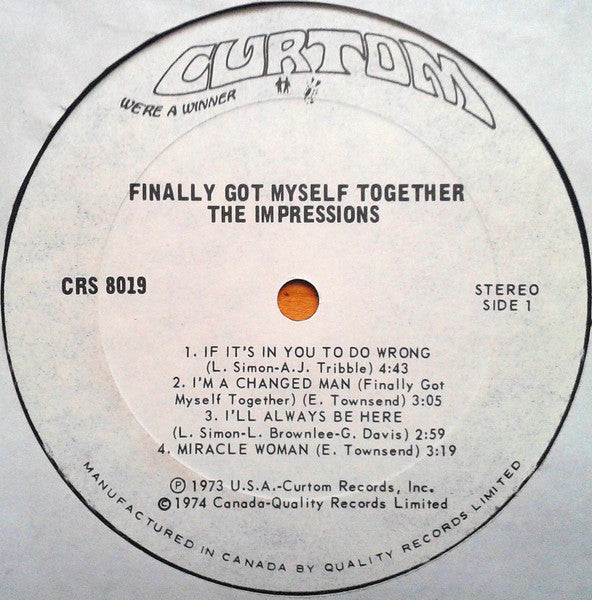 CURTOM
WE'RE A WINNER
FINALLY GOT MYSELF TOGETHER
THE IMPRESSIONS
CRS 8019
STEREO
SIDE 1
1. IF IT'S IN YOU TO DO WRONG
(L. Simon-A.J. Tribble) 4:43
2. I'M A CHANGED MAN (Finally Got
Myself Together) (E. Townsend) 3:05
3. I'LL ALWAYS BE HERE
(L. Simon-L. Brownlee-G. Davis) 2:59
4. MIRACLE WOMAN (E. Townsend) 3:19
Ⓟ 1973 U.S.A.-Curtom Records, Inc.
© 1974 Canada-Quality Records Limited
MANUFACTURED IN CANADA BY QUALITY RECORDS LIMITED